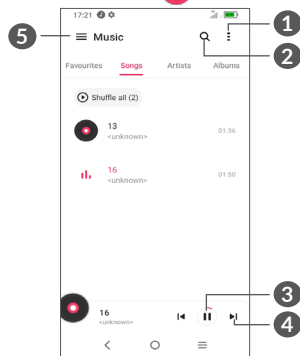 17:21
1
5
Music
2
Favourites Songs Artists Albums
Shuffle all (2)
13
<unknown>
01:36
16
<unknown>
01:50
3
16
<unknown>
4